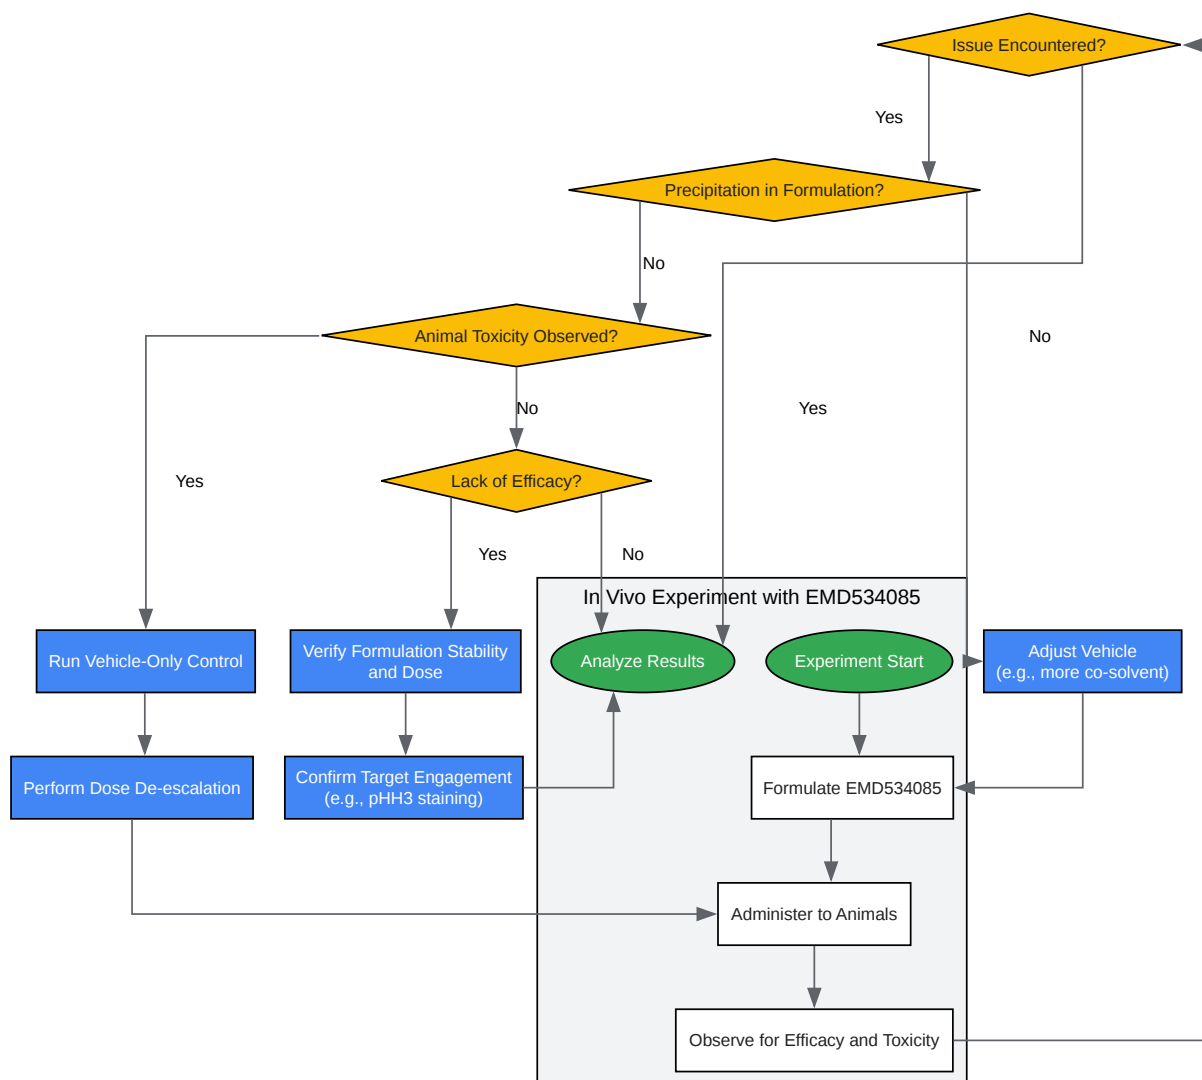 Issue Encountered?
Yes
Precipitation in Formulation?
No
Animal Toxicity Observed?
No
No
Yes
Yes
Lack of Efficacy?
Yes
No
In Vivo Experiment with EMD534085
Run Vehicle-Only Control
Verify Formulation Stability
and Dose
Analyze Results
Experiment Start
Adjust Vehicle
(e.g., more co-solvent)
Perform Dose De-escalation
Confirm Target Engagement
(e.g., pHH3 staining)
Formulate EMD534085
Administer to Animals
Observe for Efficacy and Toxicity